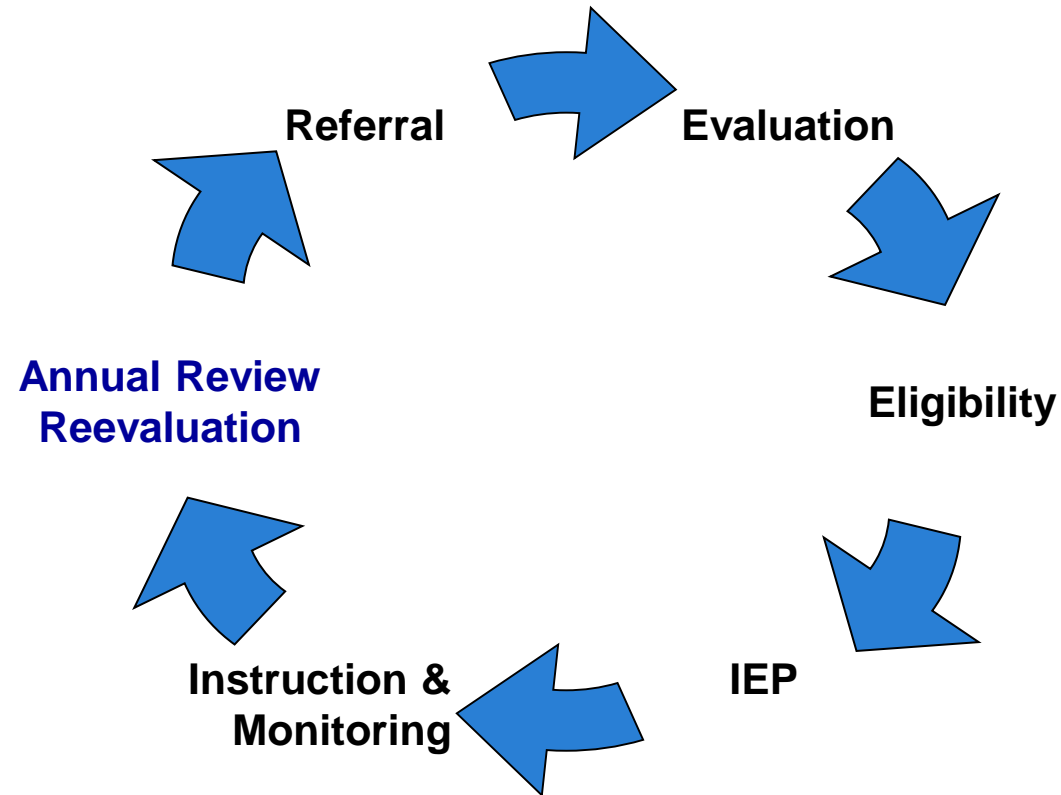 Referral
Evaluation
Eligibility
IEP
Instruction &
Monitoring
Annual Review
Reevaluation